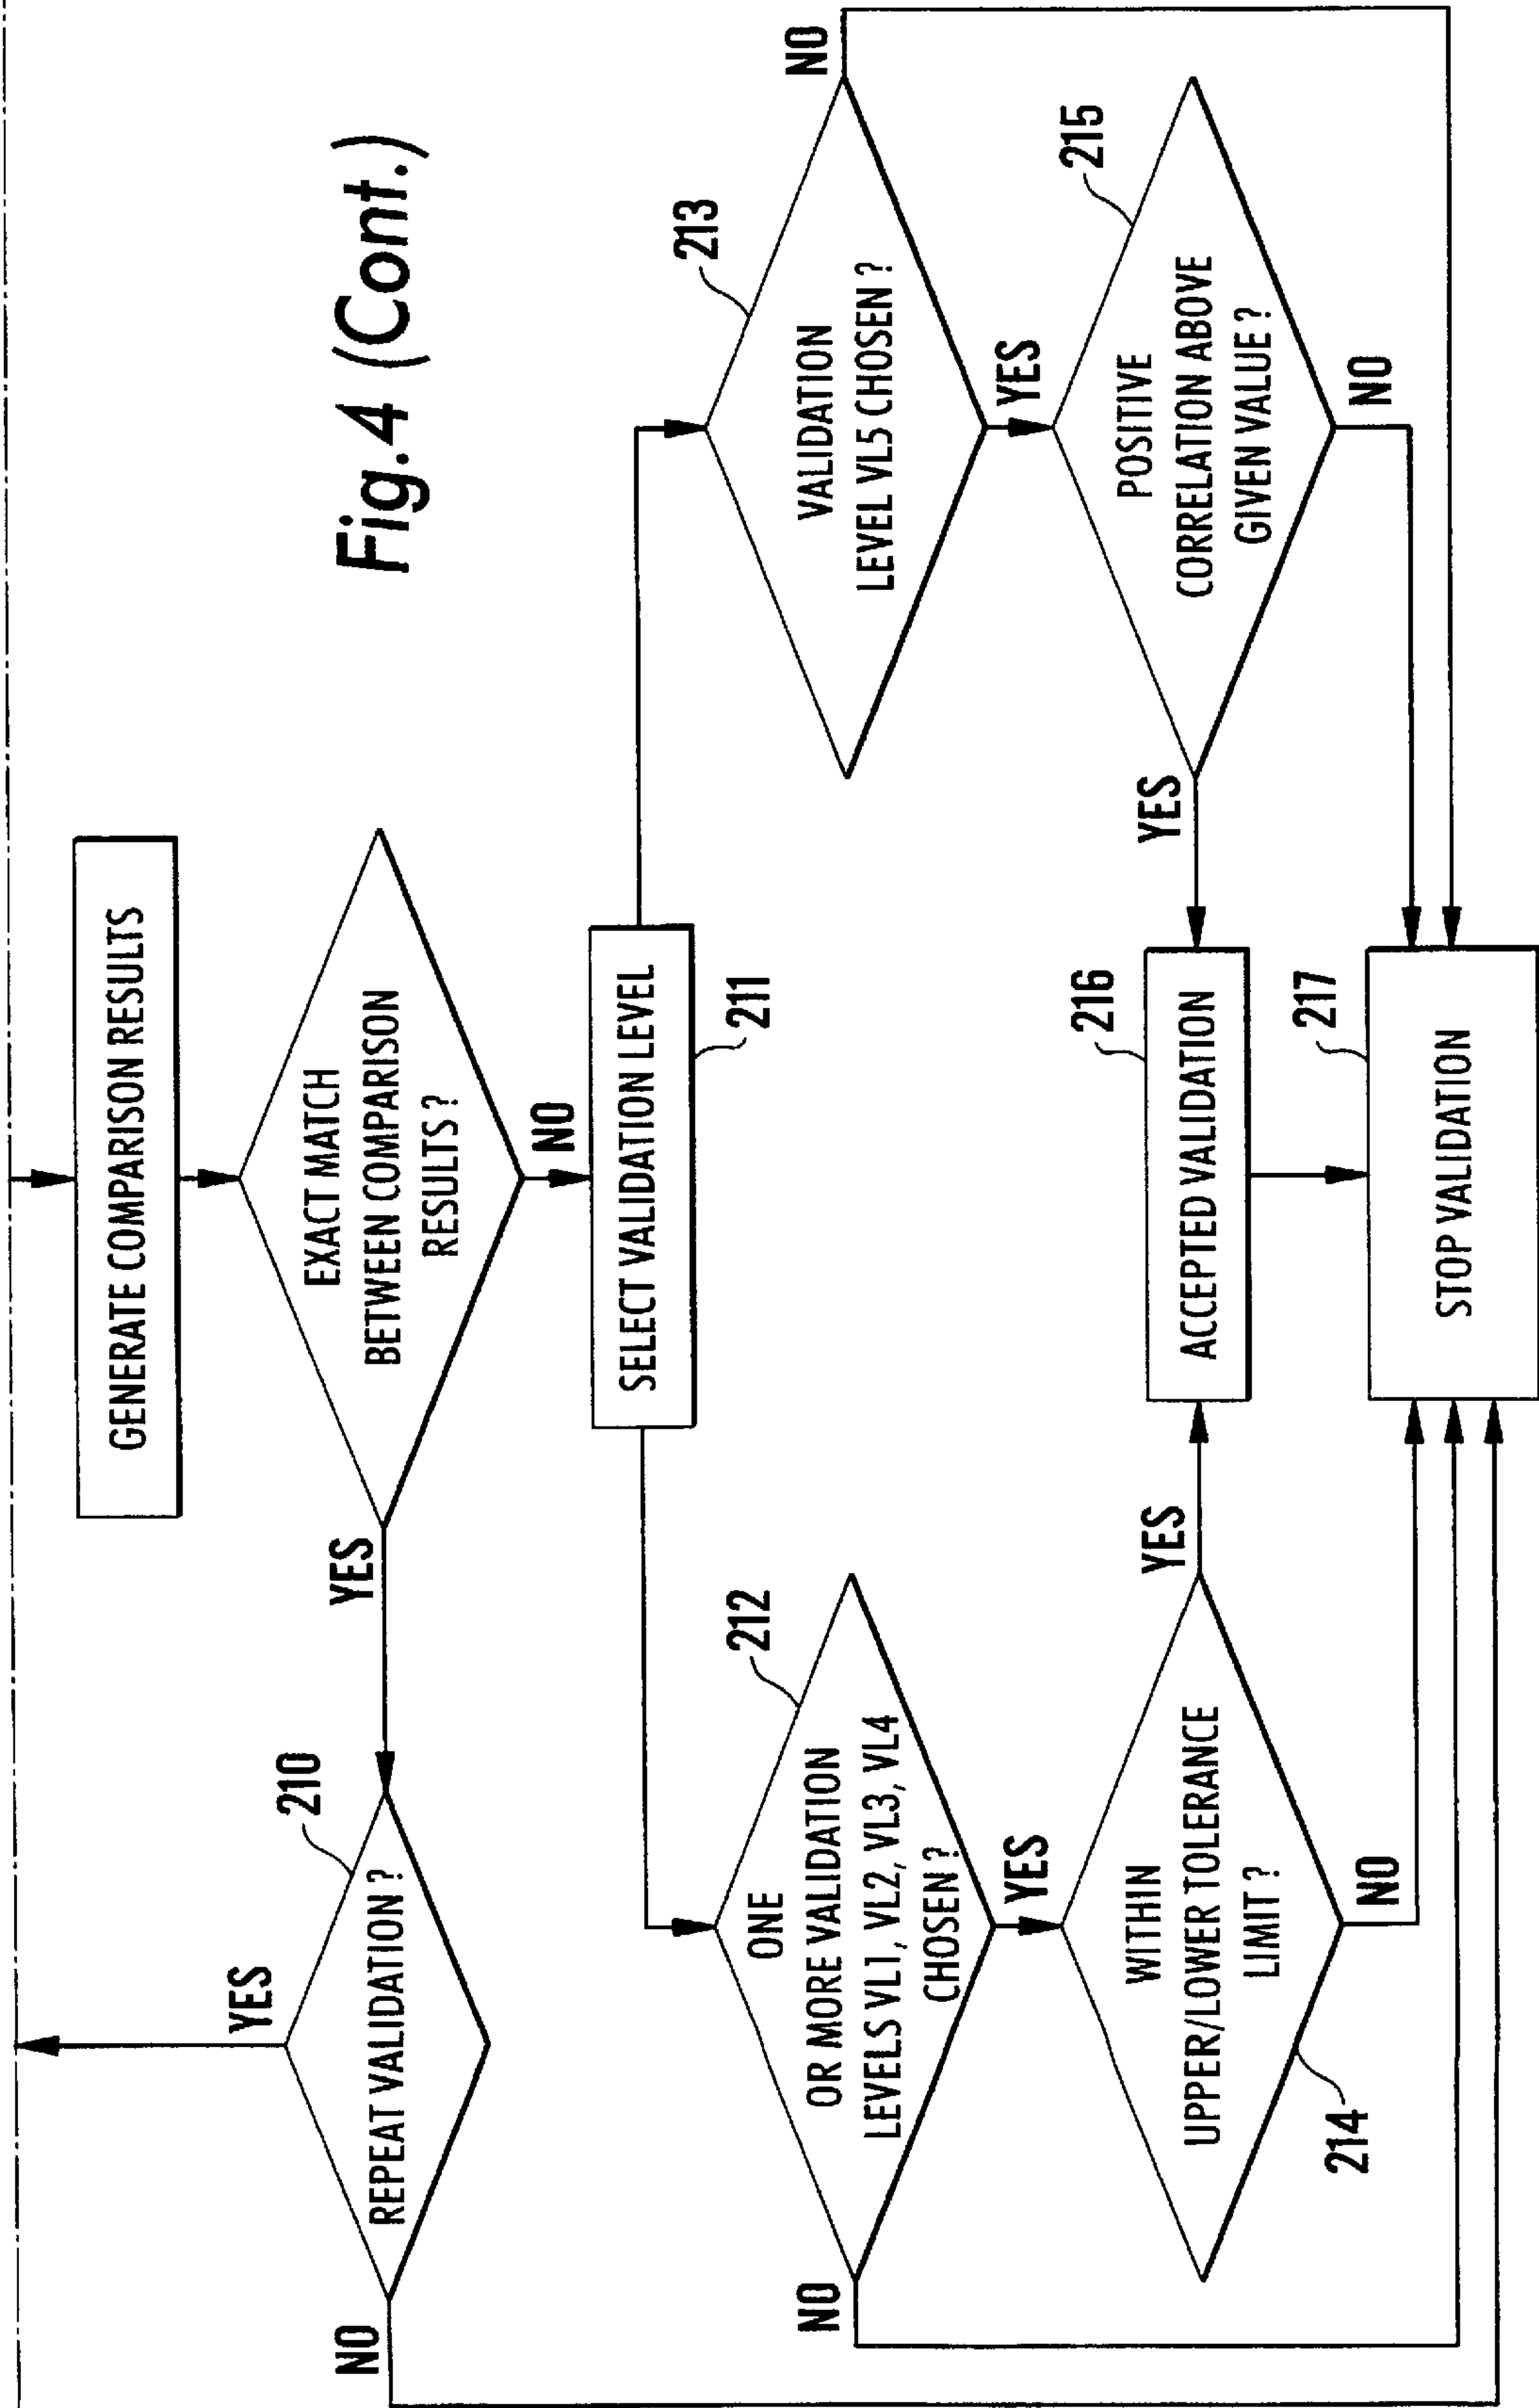 Fig.4 (Cont.)
GENERATE COMPARISON RESULTS
EXACT MATCH
BETWEEN COMPARISON
RESULTS ?
YES
NO
210
REPEAT VALIDATION ?
YES
NO
SELECT VALIDATION LEVEL
211
212
ONE
OR MORE VALIDATION
LEVELS VL1, VL2, VL3, VL4
CHOSEN ?
NO
YES
213
VALIDATION
LEVEL VL5 CHOSEN ?
NO
YES
WITHIN
UPPER/LOWER TOLERANCE
LIMIT ?
214
YES
NO
215
POSITIVE
CORRELATION ABOVE
GIVEN VALUE ?
YES
NO
216
ACCEPTED VALIDATION
217
STOP VALIDATION